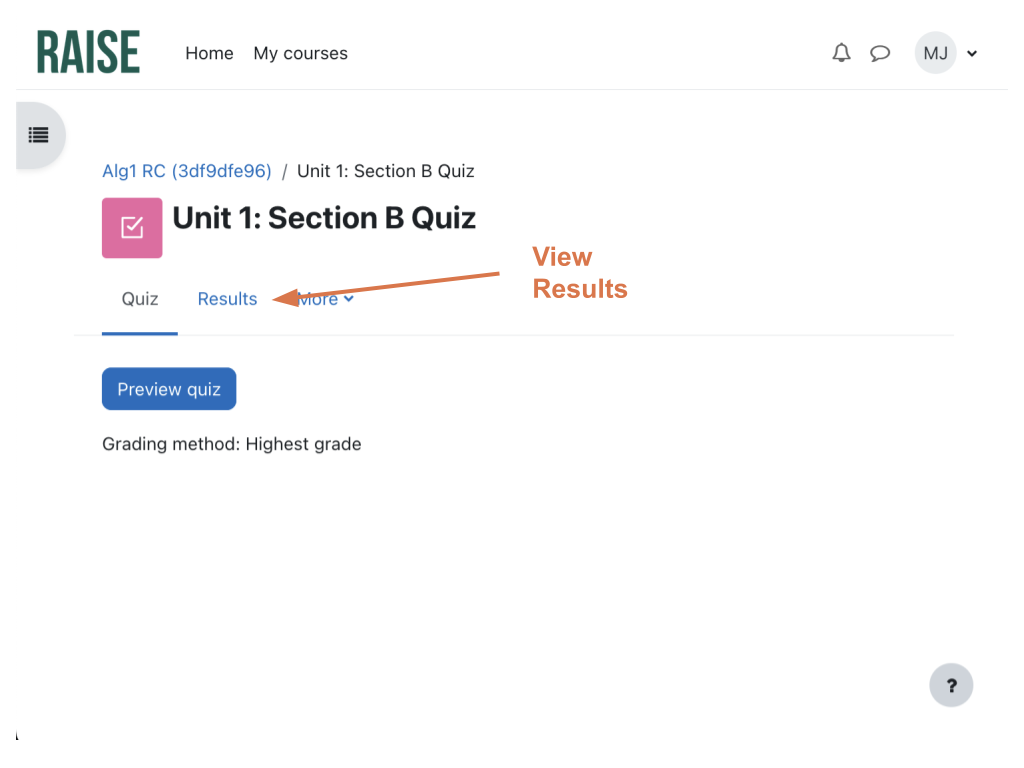 RAISE
Home My courses
MJ
Alg1 RC (3df9dfe96) / Unit 1: Section B Quiz
Unit 1: Section B Quiz
View
Results
Quiz Results More
Preview quiz
Grading method: Highest grade
?